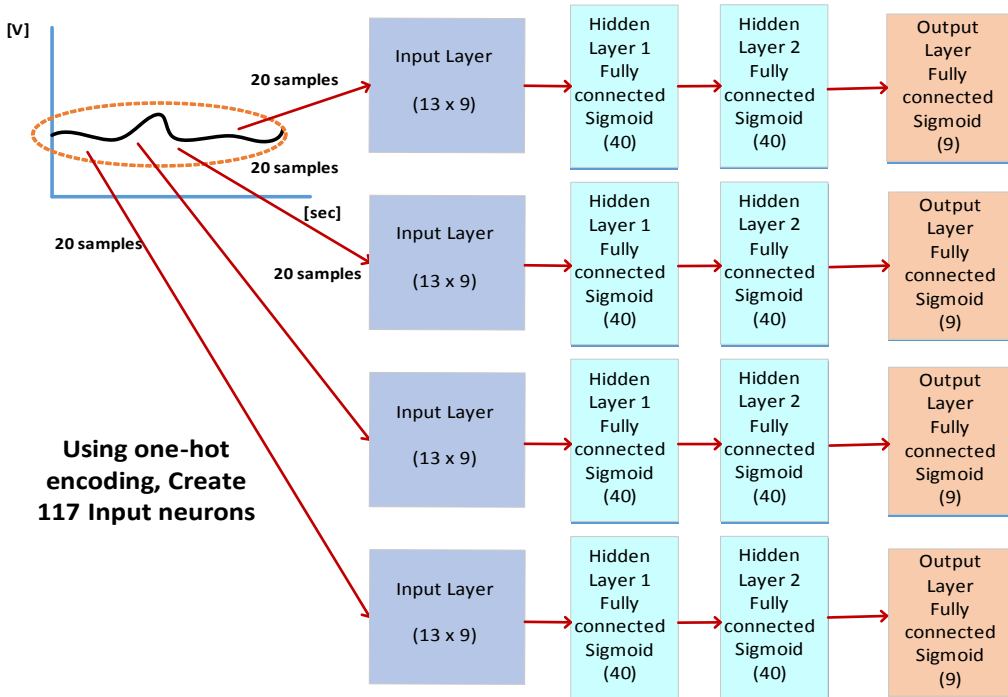 [V]
20 samples
20 samples
[sec]
20 samples
20 samples
Using one-hot
encoding, Create
117 Input neurons
Input Layer
(13 x 9)
Hidden
Layer 1
Fully
connected
Sigmoid
(40)
Hidden
Layer 2
Fully
connected
Sigmoid
(40)
Output
Layer
Fully
connected
Sigmoid
(9)
Input Layer
(13 x 9)
Hidden
Layer 1
Fully
connected
Sigmoid
(40)
Hidden
Layer 2
Fully
connected
Sigmoid
(40)
Output
Layer
Fully
connected
Sigmoid
(9)
Input Layer
(13 x 9)
Hidden
Layer 1
Fully
connected
Sigmoid
(40)
Hidden
Layer 2
Fully
connected
Sigmoid
(40)
Output
Layer
Fully
connected
Sigmoid
(9)
Input Layer
(13 x 9)
Hidden
Layer 1
Fully
connected
Sigmoid
(40)
Hidden
Layer 2
Fully
connected
Sigmoid
(40)
Output
Layer
Fully
connected
Sigmoid
(9)